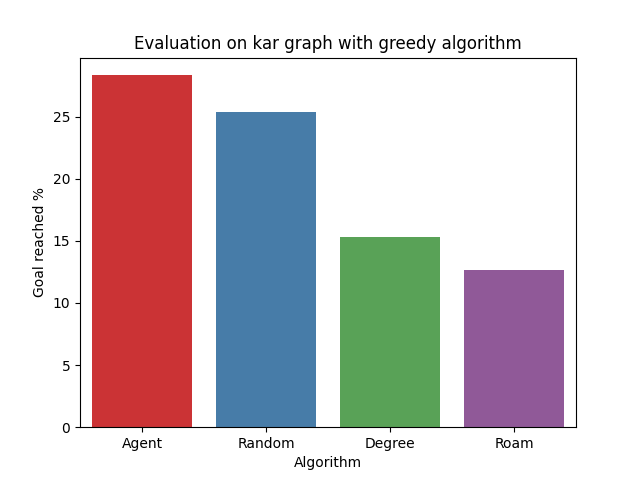 Evaluation on kar graph with greedy algorithm
Goal reached %
25
20
15
10
5
0
Agent
Random
Degree
Roam
Algorithm